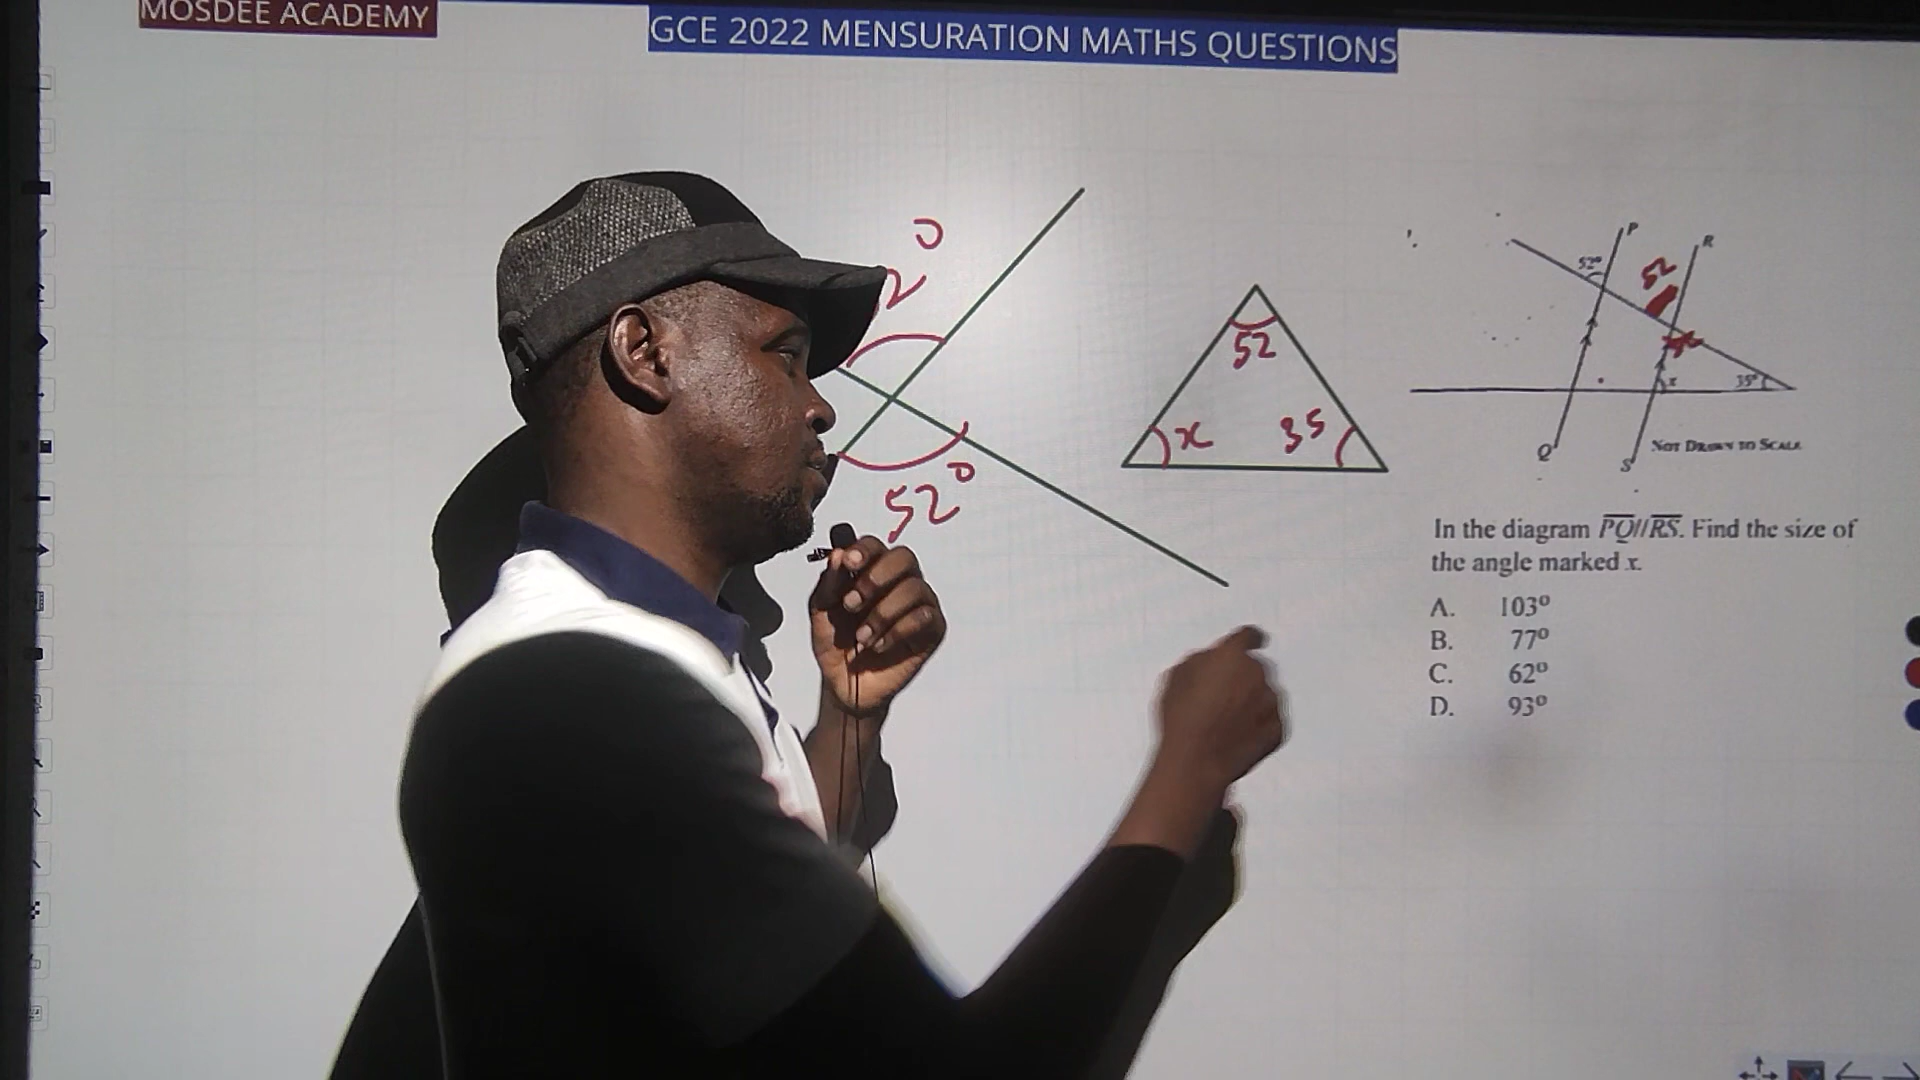 MOSDEE ACADEMY
GCE 2022 MENSURATION MATHS QUESTIONS
52°
52
x
35
P
R
52°
52
52
x
35°
Q
S
NOT DRAWN TO SCALE
In the diagram PQ//RS. Find the size of
the angle marked x.
A. 103°
B. 77°
C. 62°
D. 93°